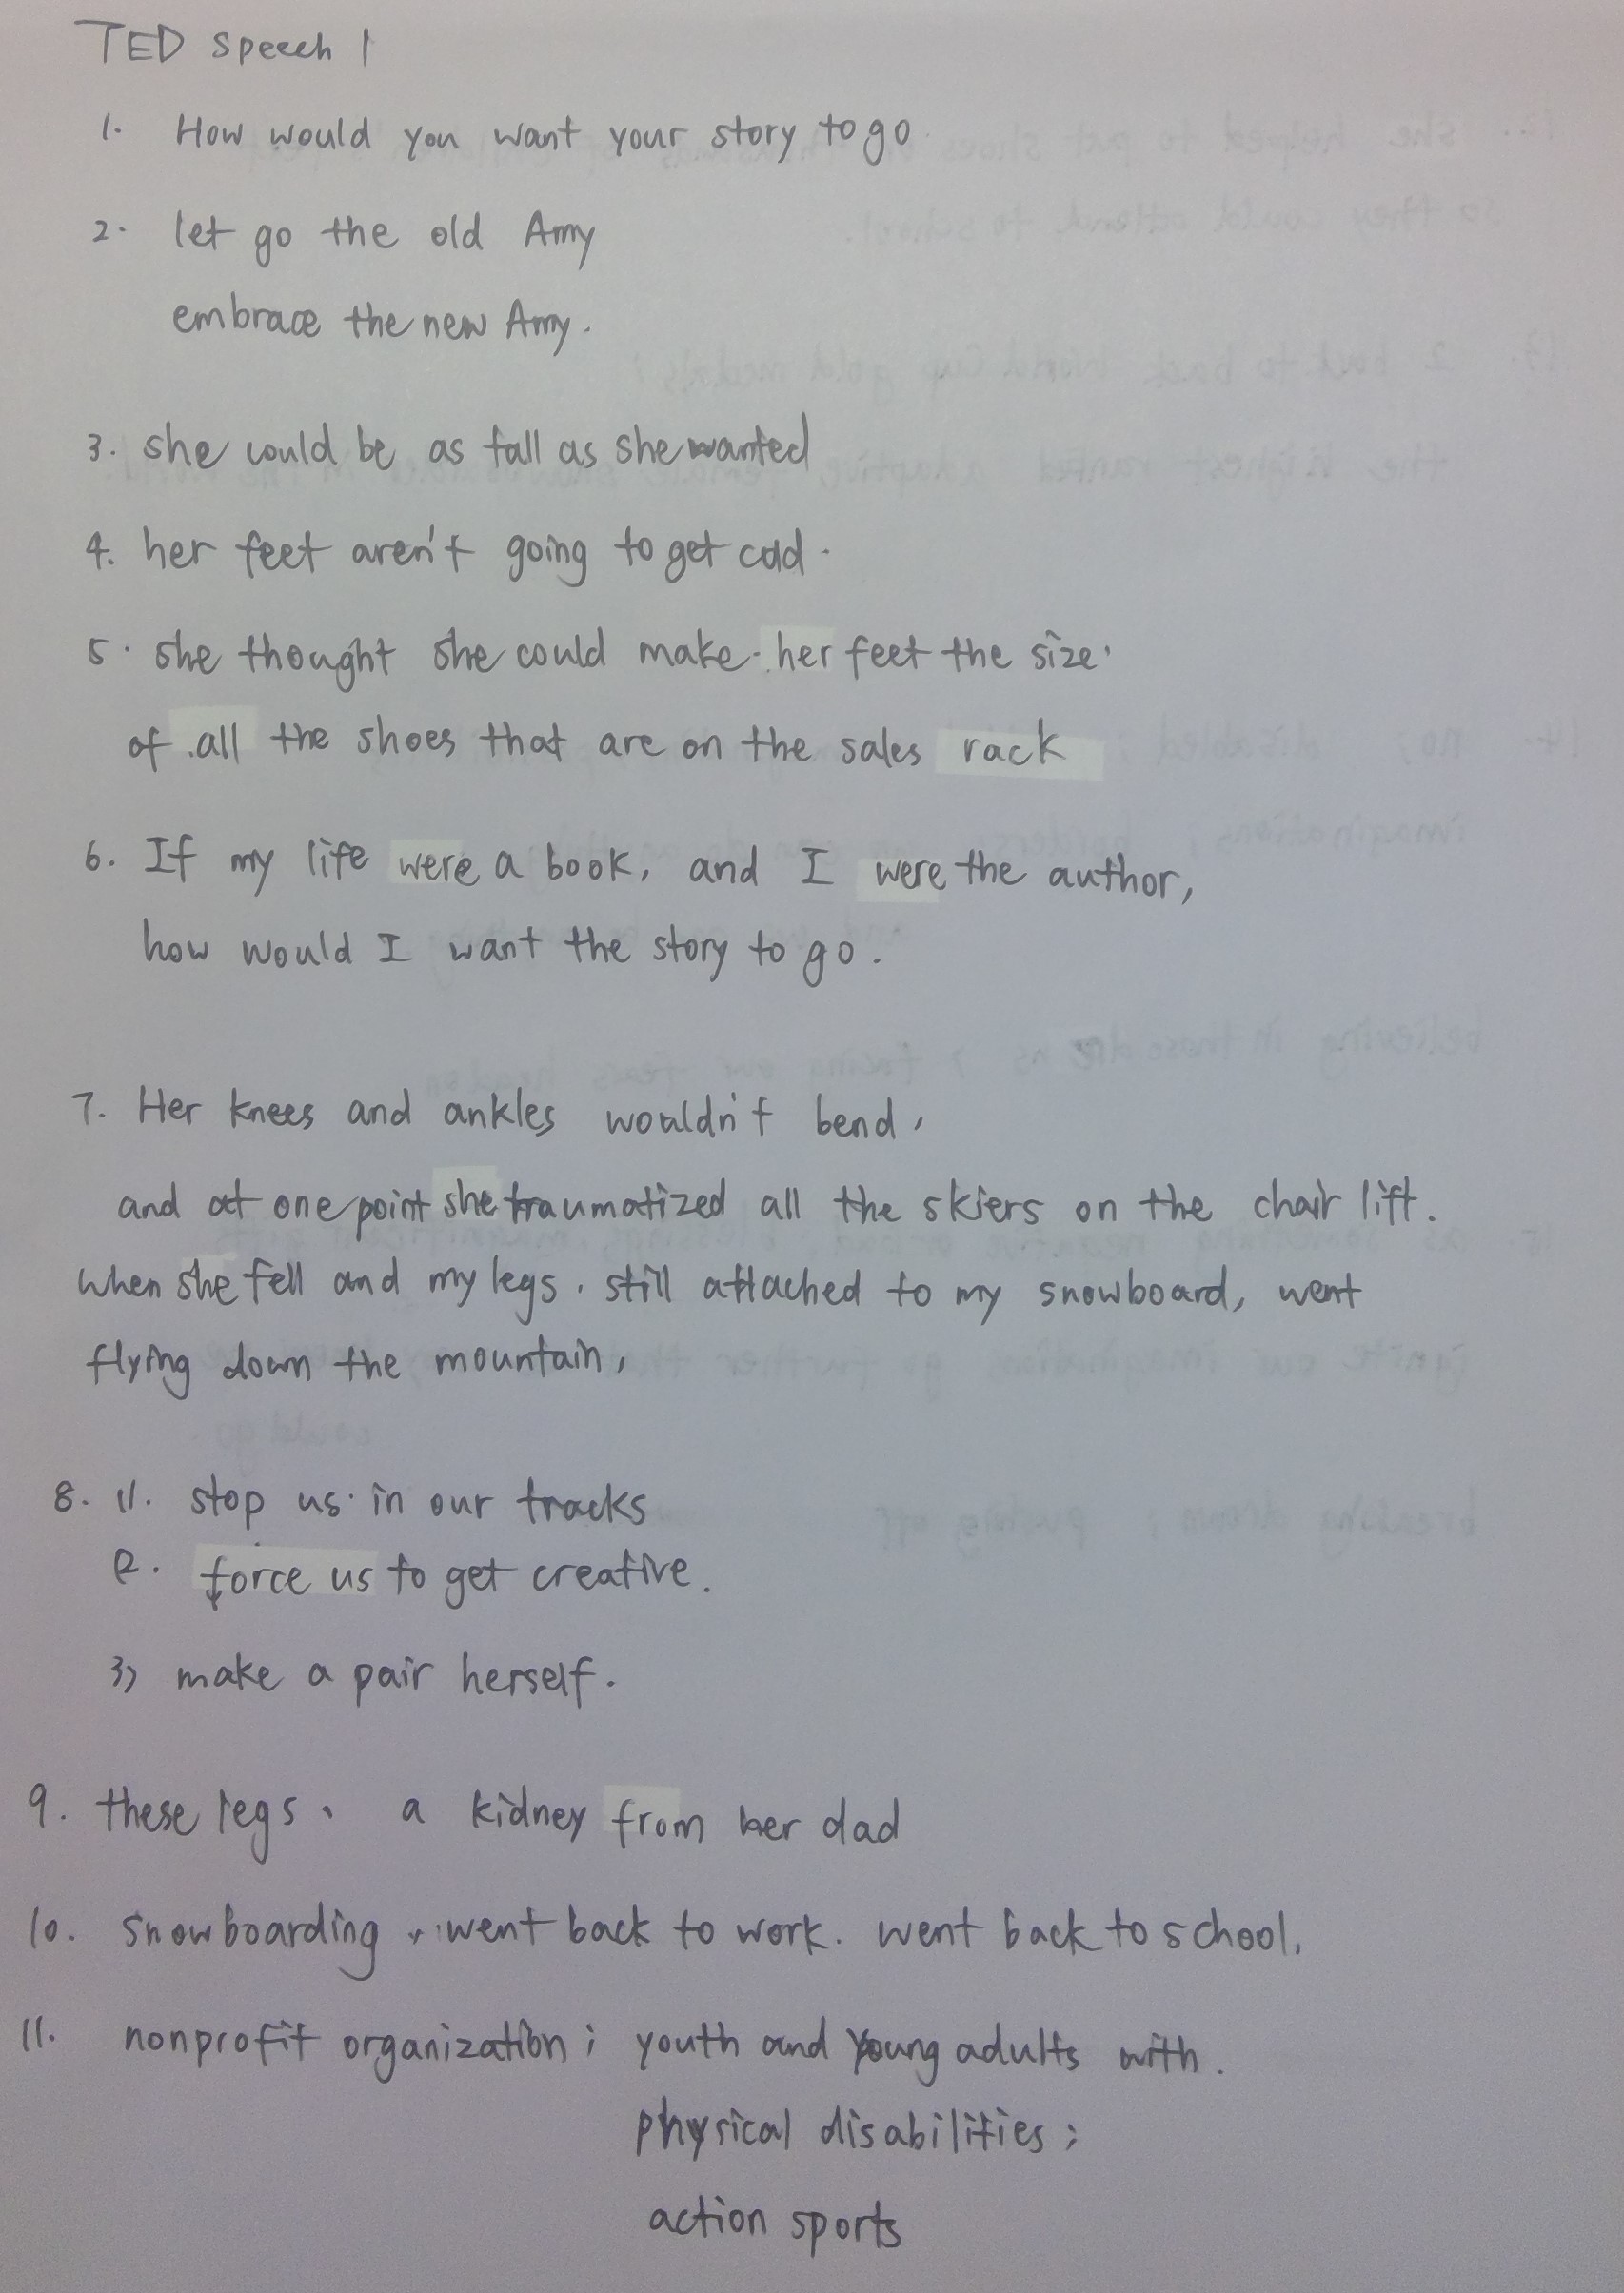 TED speech 1
1. How would you want your story to go
2. let go the old Amy
embrace the new Amy.
3. she could be as tall as she wanted
4. her feet aren't going to get cold.
5. she thought she could make her feet the size
of all the shoes that are on the sales rack
6. If my life were a book, and I were the author,
how would I want the story to go.
7. Her knees and ankles wouldn't bend,
and at one point she traumatized all the skiers on the chair lift.
when she fell and my legs, still attached to my snowboard, went
flying down the mountain,
8. 1). stop us in our tracks
2. force us to get creative.
3) make a pair herself.
9. these legs, a kidney from her dad
10. snowboarding, went back to work. went back to school,
11. nonprofit organization; youth and young adults with.
physical disabilities;
action sports